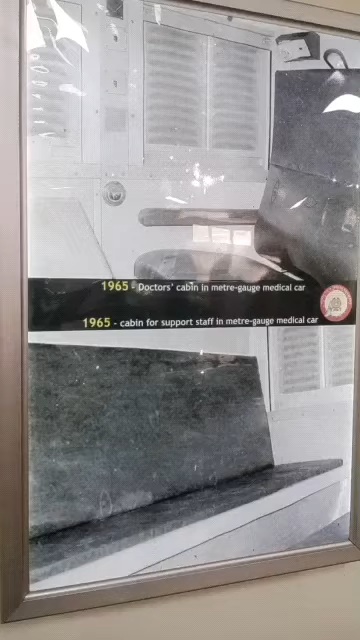 1965 - Doctors' cabin in metre-gauge medical car
1965 - cabin for support staff in metre-gauge medical car